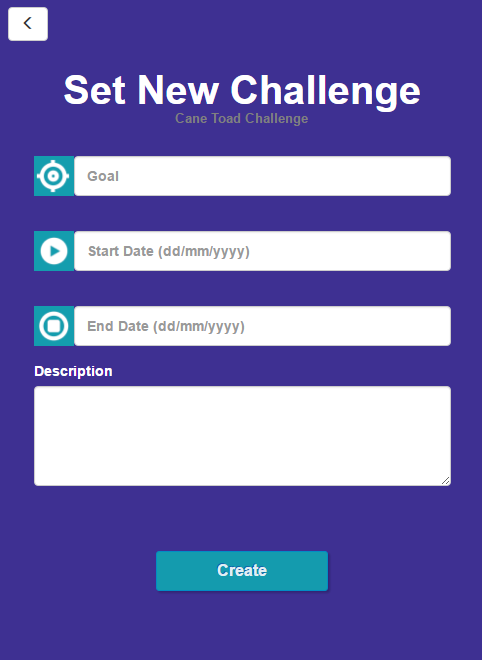 Set New Challenge
Cane Toad Challenge
Goal
Start Date (dd/mm/yyyy)
End Date (dd/mm/yyyy)
Description
Create